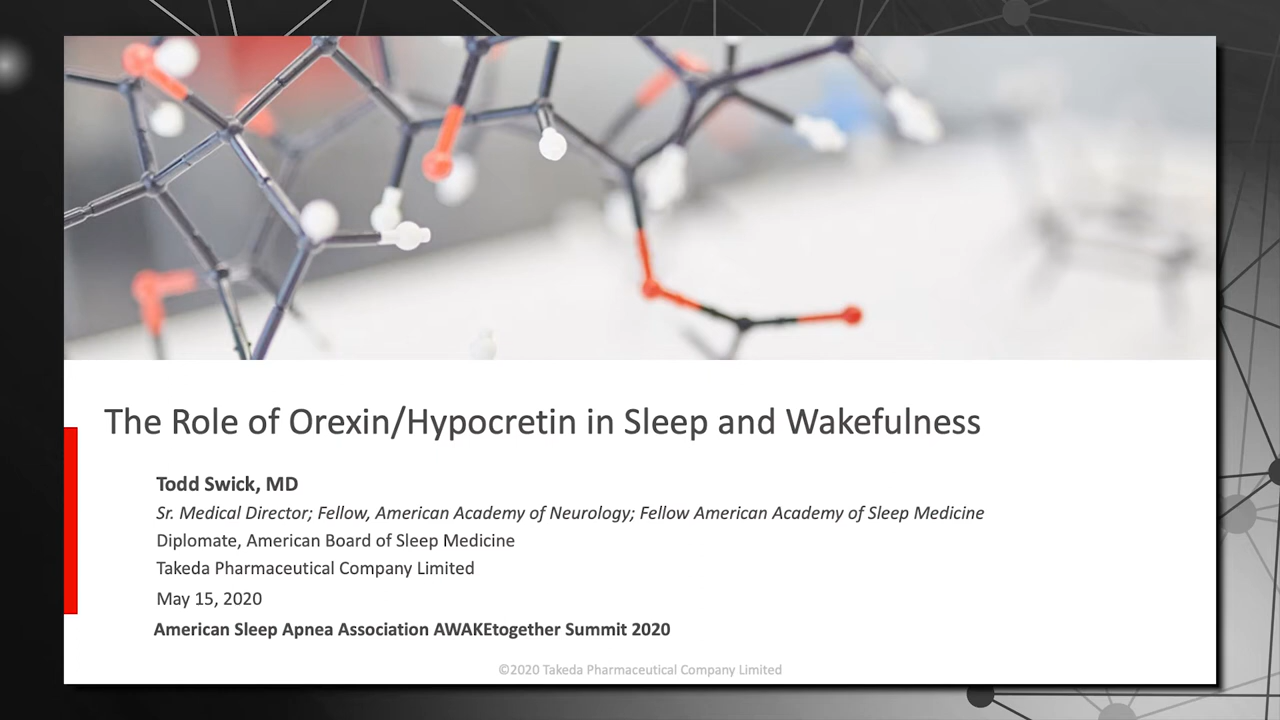 The Role of Orexin/Hypocretin in Sleep and Wakefulness
Todd Swick, MD
Sr. Medical Director; Fellow, American Academy of Neurology; Fellow American Academy of Sleep Medicine
Diplomate, American Board of Sleep Medicine
Takeda Pharmaceutical Company Limited
May 15, 2020
American Sleep Apnea Association AWAKEtogether Summit 2020
©2020 Takeda Pharmaceutical Company Limited